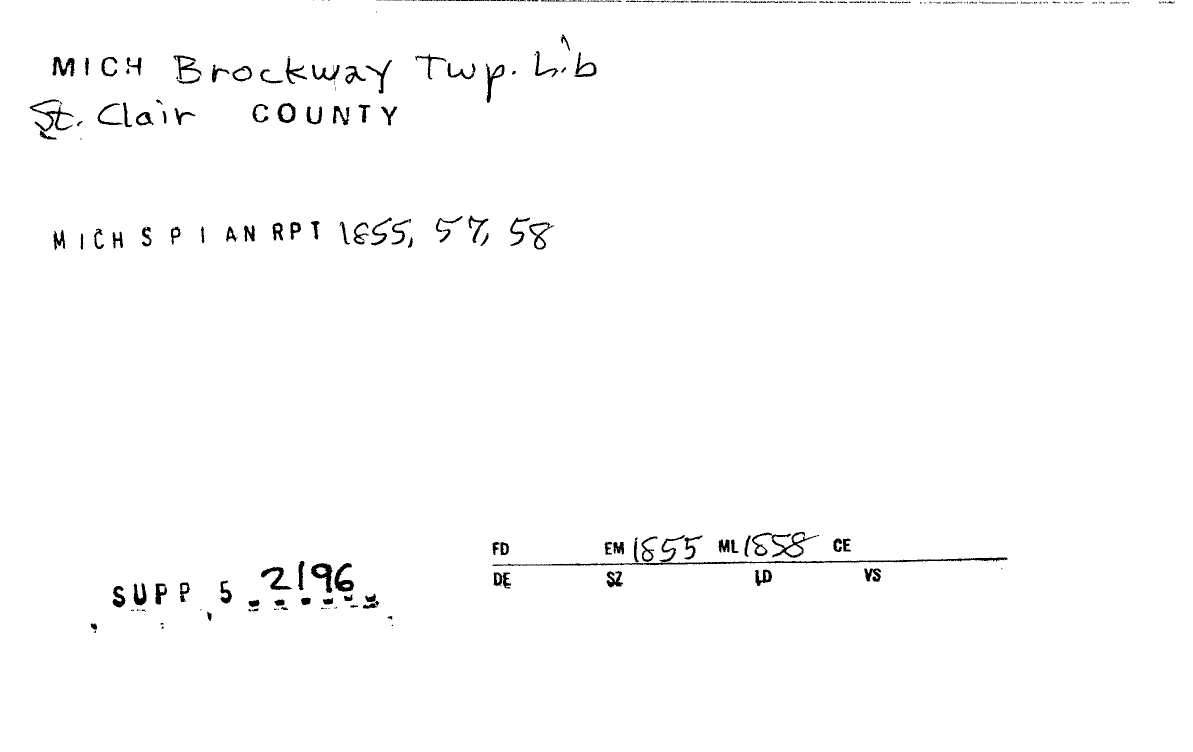 MICH Brockway Twp. Lib
St. Clair COUNTY
MICH S P I AN RPT 1855, 57, 58
FD EM 1855 ML 1858 CE
DE SZ LD VS
SUPP 5 2196